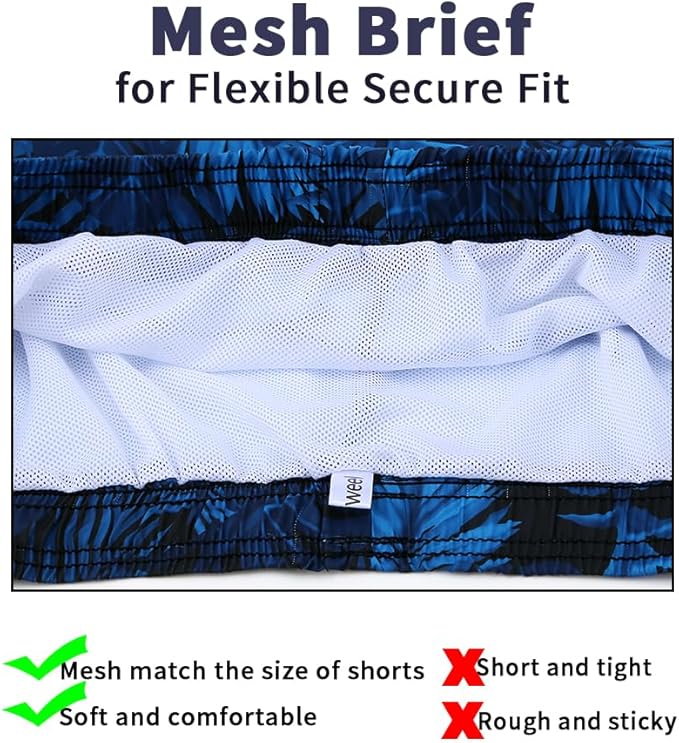 Mesh Brief
for Flexible Secure Fit
wee
Mesh match the size of shorts
Soft and comfortable
Short and tight
Rough and sticky